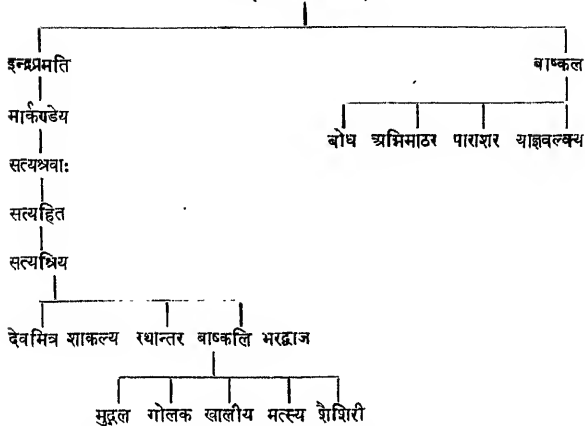 इन्द्रप्रमति बाष्कल
मार्कण्डेय
बोध अग्निमाठर पाराशर याज्ञवल्क्य
सत्यश्रवाः
सत्यहित
सत्यश्रिय
देवमित्र शाकल्य रथान्तर बाष्कलि भरद्वाज
मुद्गल गोलक खालीय मत्स्य शैशिरी